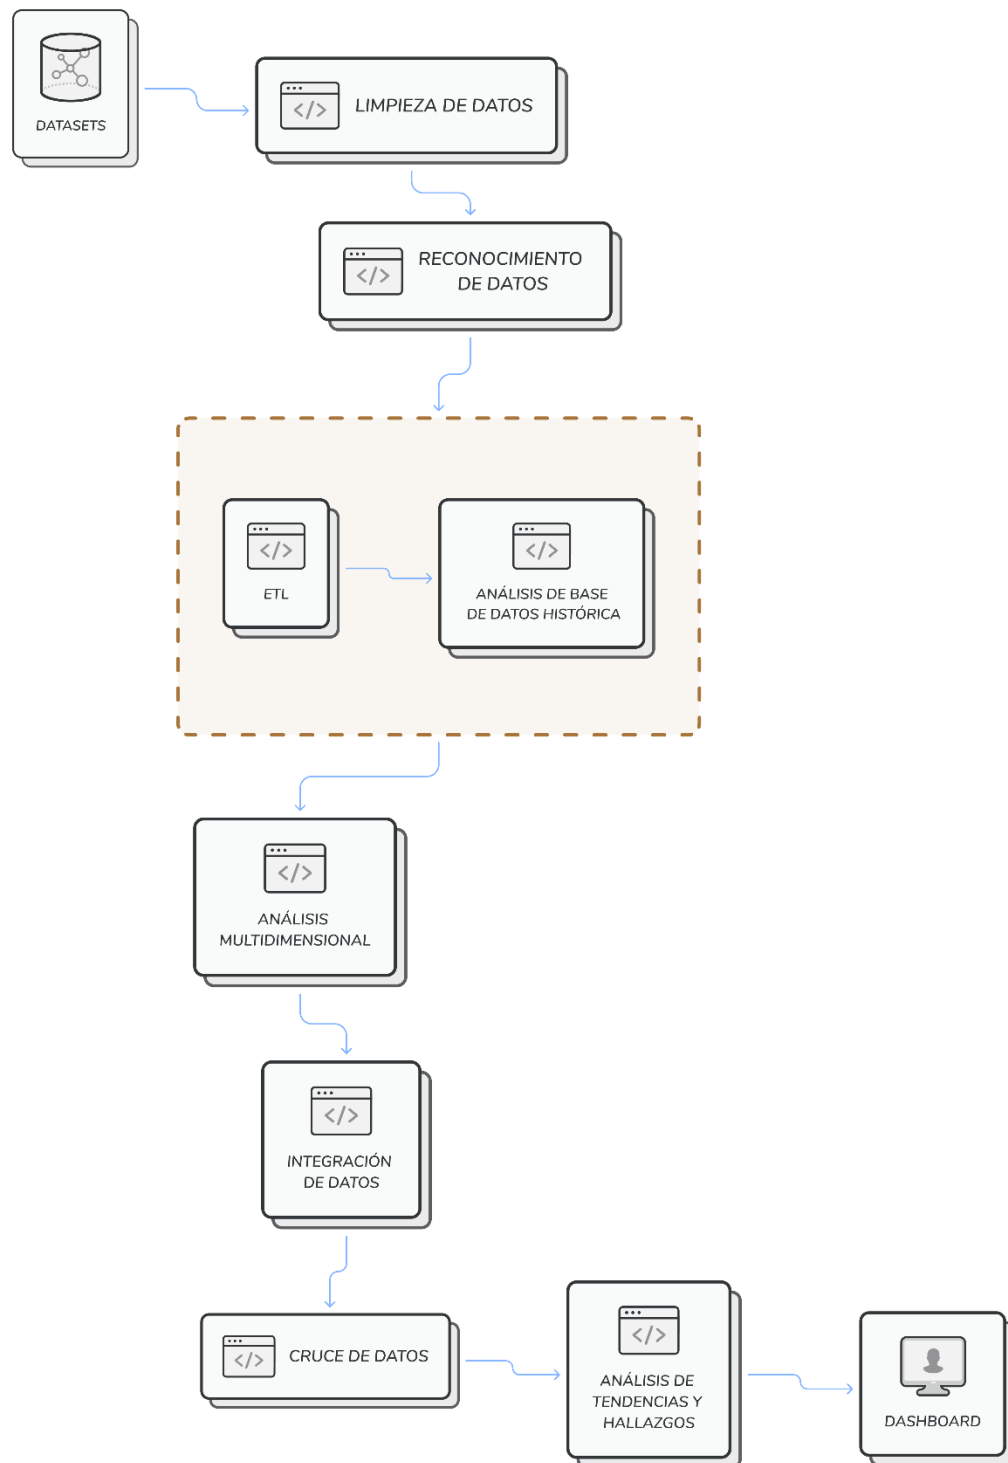 DATASETS
LIMPIEZA DE DATOS
RECONOCIMIENTO
DE DATOS
ETL
ANÁLISIS DE BASE
DE DATOS HISTÓRICA
ANÁLISIS
MULTIDIMENSIONAL
INTEGRACIÓN
DE DATOS
CRUCE DE DATOS
ANÁLISIS DE
TENDENCIAS Y
HALLAZGOS
DASHBOARD